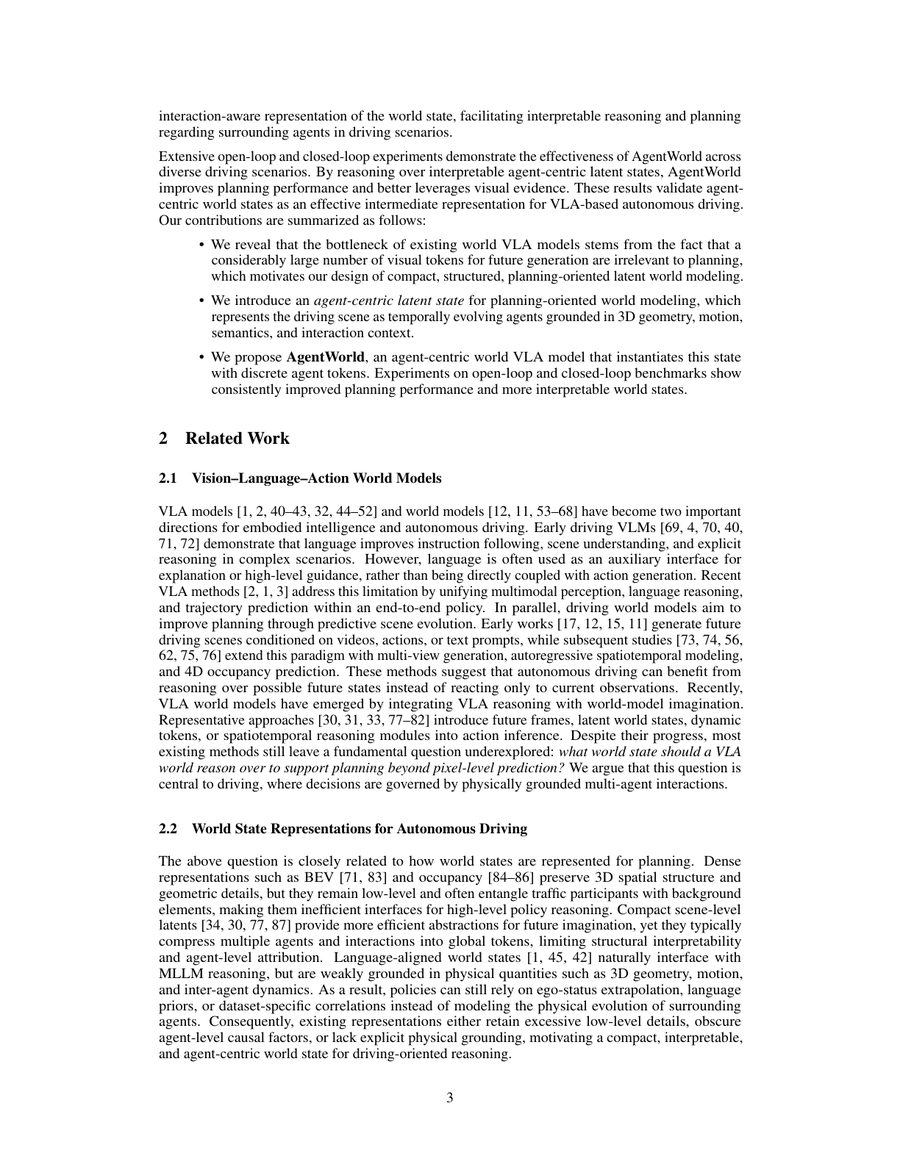 interaction-aware representation of the world state, facilitating interpretable reasoning and planning
regarding surrounding agents in driving scenarios.
Extensive open-loop and closed-loop experiments demonstrate the effectiveness of AgentWorld across
diverse driving scenarios. By reasoning over interpretable agent-centric latent states, AgentWorld
improves planning performance and better leverages visual evidence. These results validate agent-
centric world states as an effective intermediate representation for VLA-based autonomous driving.
Our contributions are summarized as follows:
• We reveal that the bottleneck of existing world VLA models stems from the fact that a
considerably large number of visual tokens for future generation are irrelevant to planning,
which motivates our design of compact, structured, planning-oriented latent world modeling.
• We introduce an agent-centric latent state for planning-oriented world modeling, which
represents the driving scene as temporally evolving agents grounded in 3D geometry, motion,
semantics, and interaction context.
• We propose AgentWorld, an agent-centric world VLA model that instantiates this state
with discrete agent tokens. Experiments on open-loop and closed-loop benchmarks show
consistently improved planning performance and more interpretable world states.
2 Related Work
2.1 Vision–Language–Action World Models
VLA models [1, 2, 40–43, 32, 44–52] and world models [12, 11, 53–68] have become two important
directions for embodied intelligence and autonomous driving. Early driving VLMs [69, 4, 70, 40,
71, 72] demonstrate that language improves instruction following, scene understanding, and explicit
reasoning in complex scenarios. However, language is often used as an auxiliary interface for
explanation or high-level guidance, rather than being directly coupled with action generation. Recent
VLA methods [2, 1, 3] address this limitation by unifying multimodal perception, language reasoning,
and trajectory prediction within an end-to-end policy. In parallel, driving world models aim to
improve planning through predictive scene evolution. Early works [17, 12, 15, 11] generate future
driving scenes conditioned on videos, actions, or text prompts, while subsequent studies [73, 74, 56,
62, 75, 76] extend this paradigm with multi-view generation, autoregressive spatiotemporal modeling,
and 4D occupancy prediction. These methods suggest that autonomous driving can benefit from
reasoning over possible future states instead of reacting only to current observations. Recently,
VLA world models have emerged by integrating VLA reasoning with world-model imagination.
Representative approaches [30, 31, 33, 77–82] introduce future frames, latent world states, dynamic
tokens, or spatiotemporal reasoning modules into action inference. Despite their progress, most
existing methods still leave a fundamental question underexplored: what world state should a VLA
world reason over to support planning beyond pixel-level prediction? We argue that this question is
central to driving, where decisions are governed by physically grounded multi-agent interactions.
2.2 World State Representations for Autonomous Driving
The above question is closely related to how world states are represented for planning. Dense
representations such as BEV [71, 83] and occupancy [84–86] preserve 3D spatial structure and
geometric details, but they remain low-level and often entangle traffic participants with background
elements, making them inefficient interfaces for high-level policy reasoning. Compact scene-level
latents [34, 30, 77, 87] provide more efficient abstractions for future imagination, yet they typically
compress multiple agents and interactions into global tokens, limiting structural interpretability
and agent-level attribution. Language-aligned world states [1, 45, 42] naturally interface with
MLLM reasoning, but are weakly grounded in physical quantities such as 3D geometry, motion,
and inter-agent dynamics. As a result, policies can still rely on ego-status extrapolation, language
priors, or dataset-specific correlations instead of modeling the physical evolution of surrounding
agents. Consequently, existing representations either retain excessive low-level details, obscure
agent-level causal factors, or lack explicit physical grounding, motivating a compact, interpretable,
and agent-centric world state for driving-oriented reasoning.
3